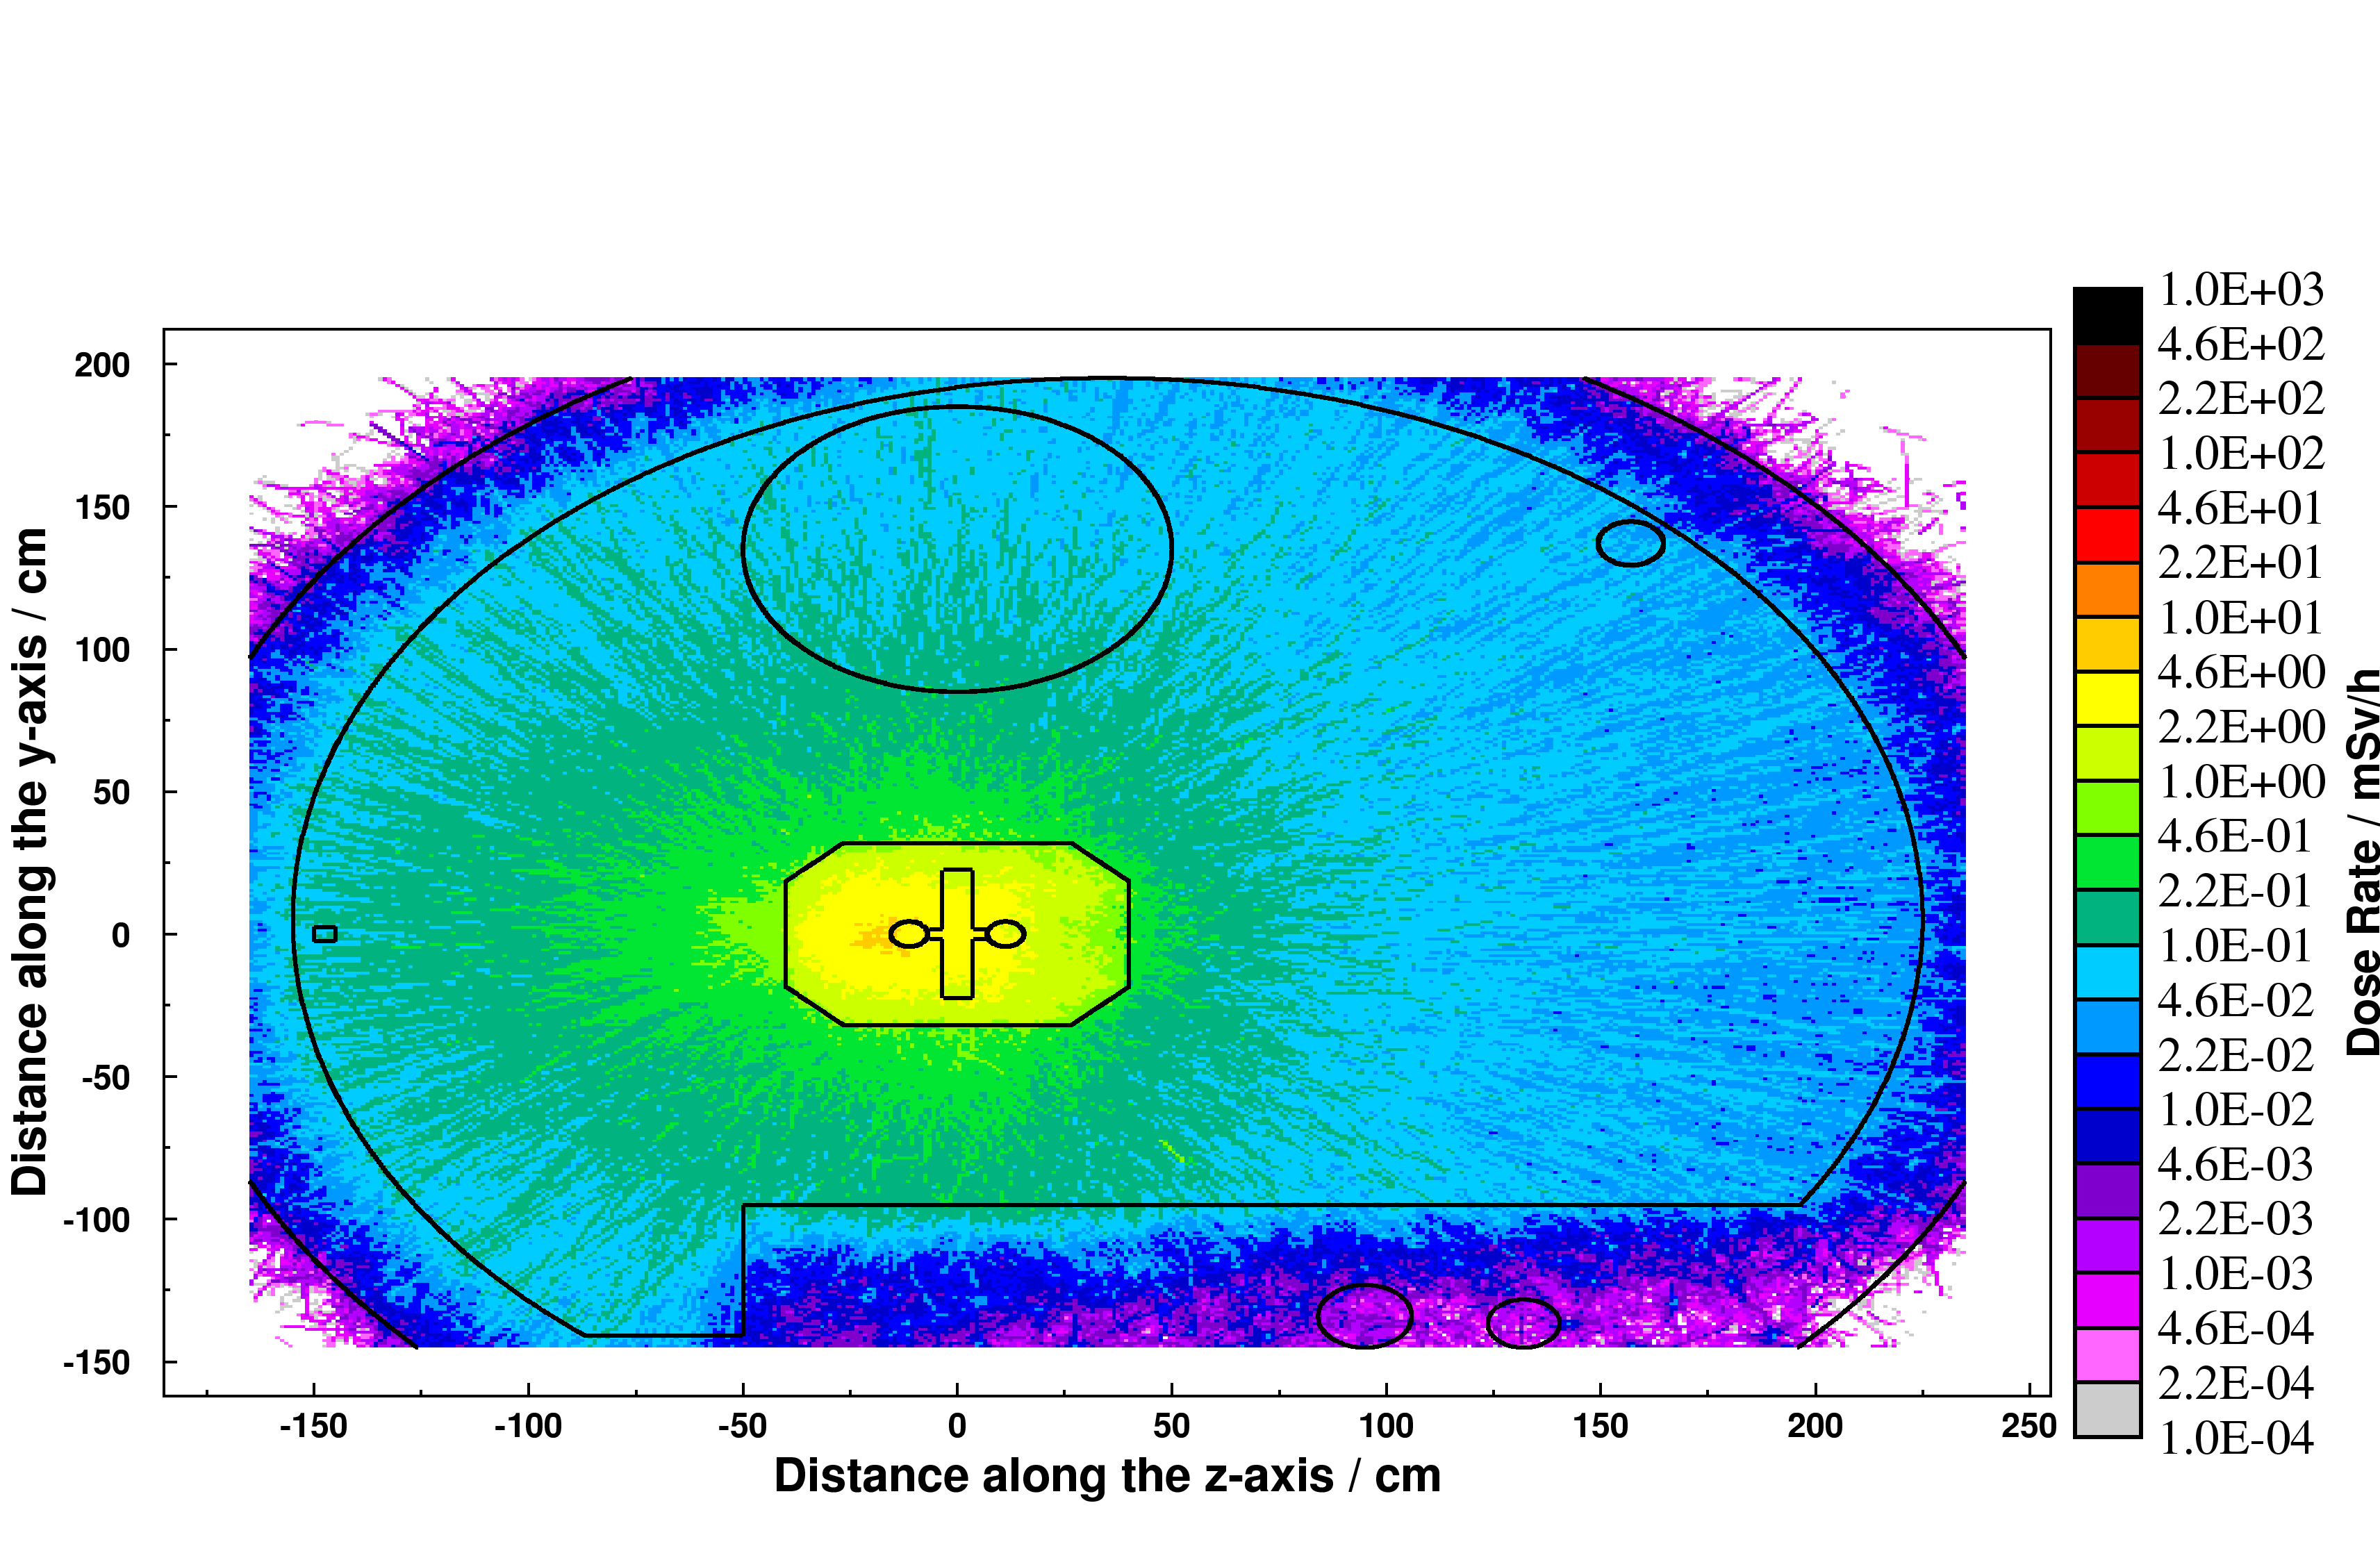 200
150
100
50
0
-50
-100
-150
Distance along the y-axis / cm
-150 -100 -50 0 50 100 150 200 250
Distance along the z-axis / cm
1.0E+03
4.6E+02
2.2E+02
1.0E+02
4.6E+01
2.2E+01
1.0E+01
4.6E+00
2.2E+00
1.0E+00
4.6E-01
2.2E-01
1.0E-01
4.6E-02
2.2E-02
1.0E-02
4.6E-03
2.2E-03
1.0E-03
4.6E-04
2.2E-04
1.0E-04
Dose Rate / mSv/h